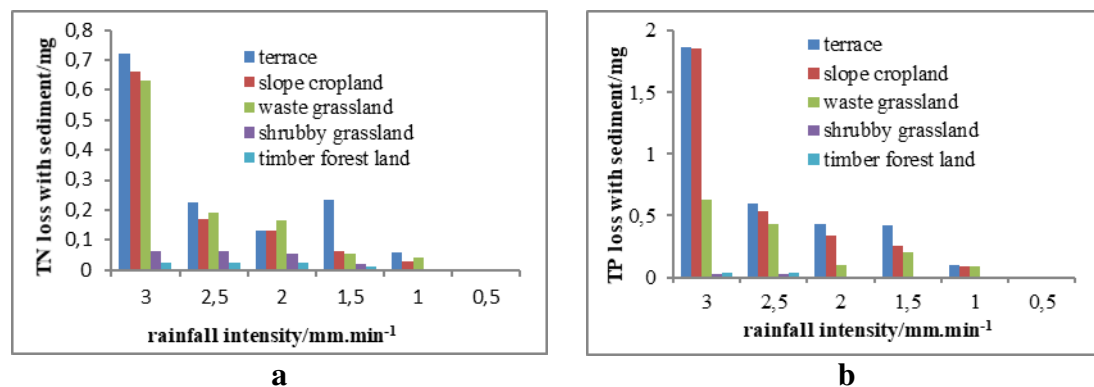 TN loss with sediment/mg
0,8
0,7
0,6
0,5
0,4
0,3
0,2
0,1
0
terrace
slope cropland
waste grassland
shrubby grassland
timber forest land
3 2,5 2 1,5 1 0,5
rainfall intensity/mm.min-1
a
TP loss with sediment/mg
2
1,5
1
0,5
0
terrace
slope cropland
waste grassland
shrubby grassland
timber forest land
3 2,5 2 1,5 1 0,5
rainfall intensity/mm.min-1
b